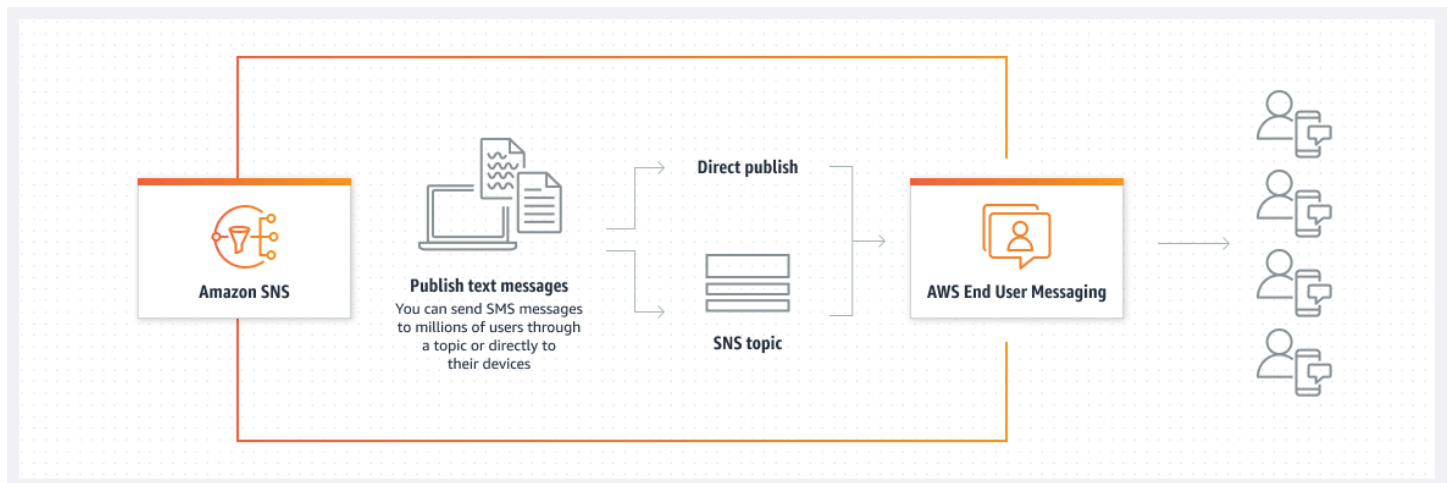 Amazon SNS
Publish text messages
You can send SMS messages
to millions of users through
a topic or directly to
their devices
Direct publish
SNS topic
AWS End User Messaging